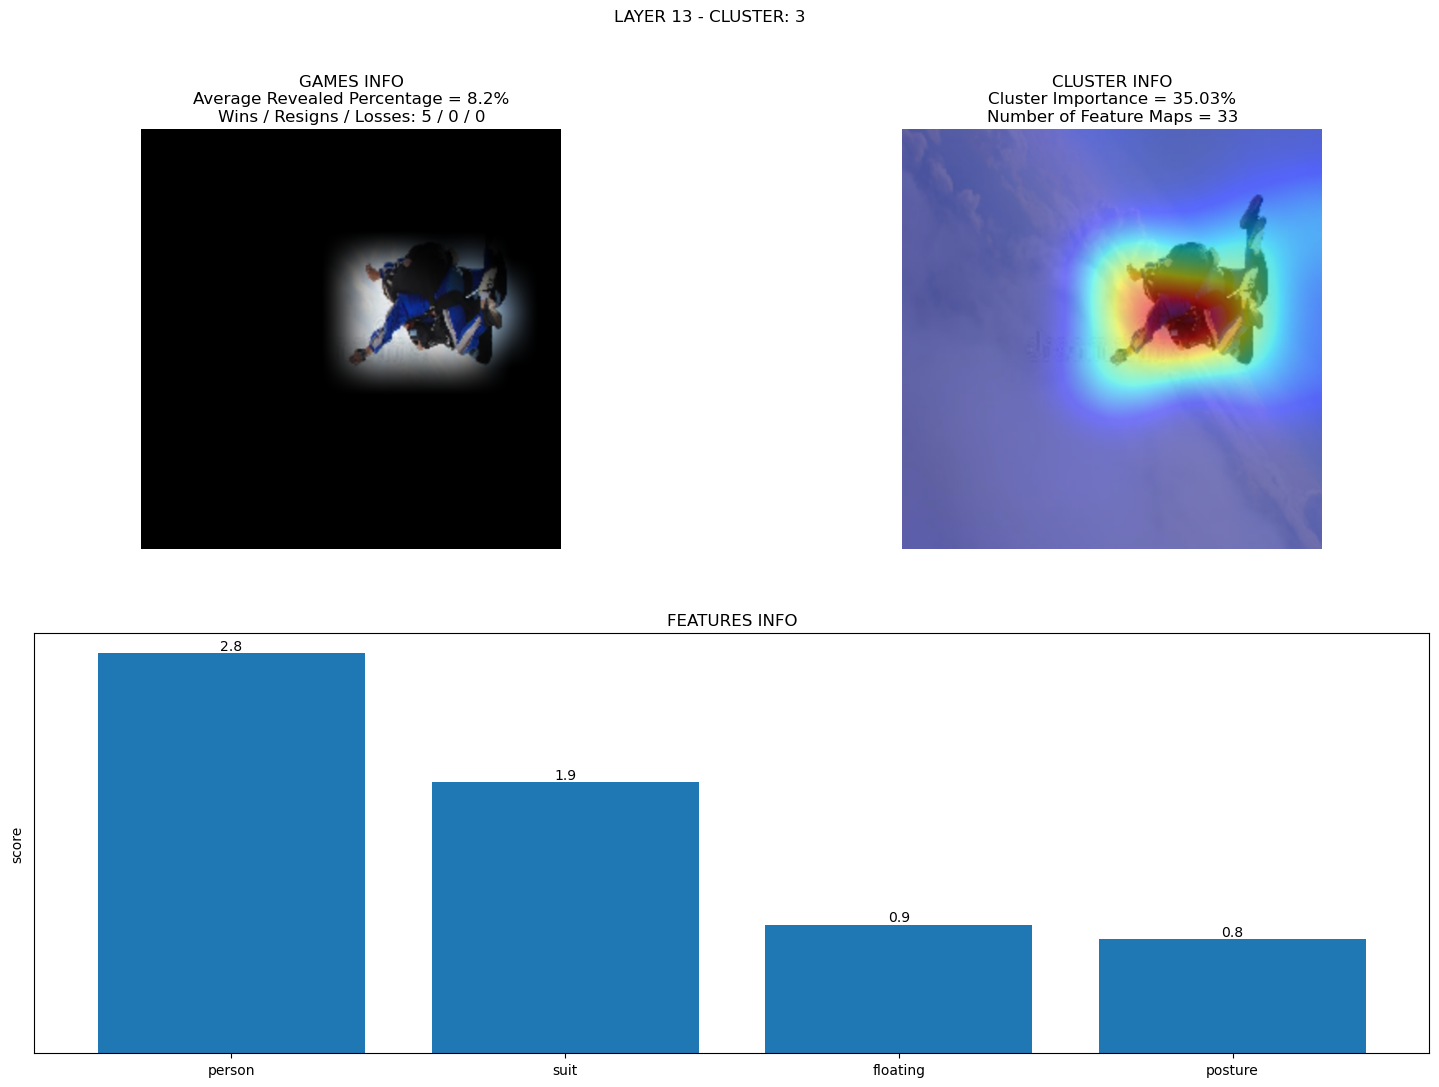 LAYER 13 - CLUSTER: 3
GAMES INFO
Average Revealed Percentage = 8.2%
Wins / Resigns / Losses: 5 / 0 / 0
CLUSTER INFO
Cluster Importance = 35.03%
Number of Feature Maps = 33
FEATURES INFO
score
2.8
1.9
0.9
0.8
person
suit
floating
posture